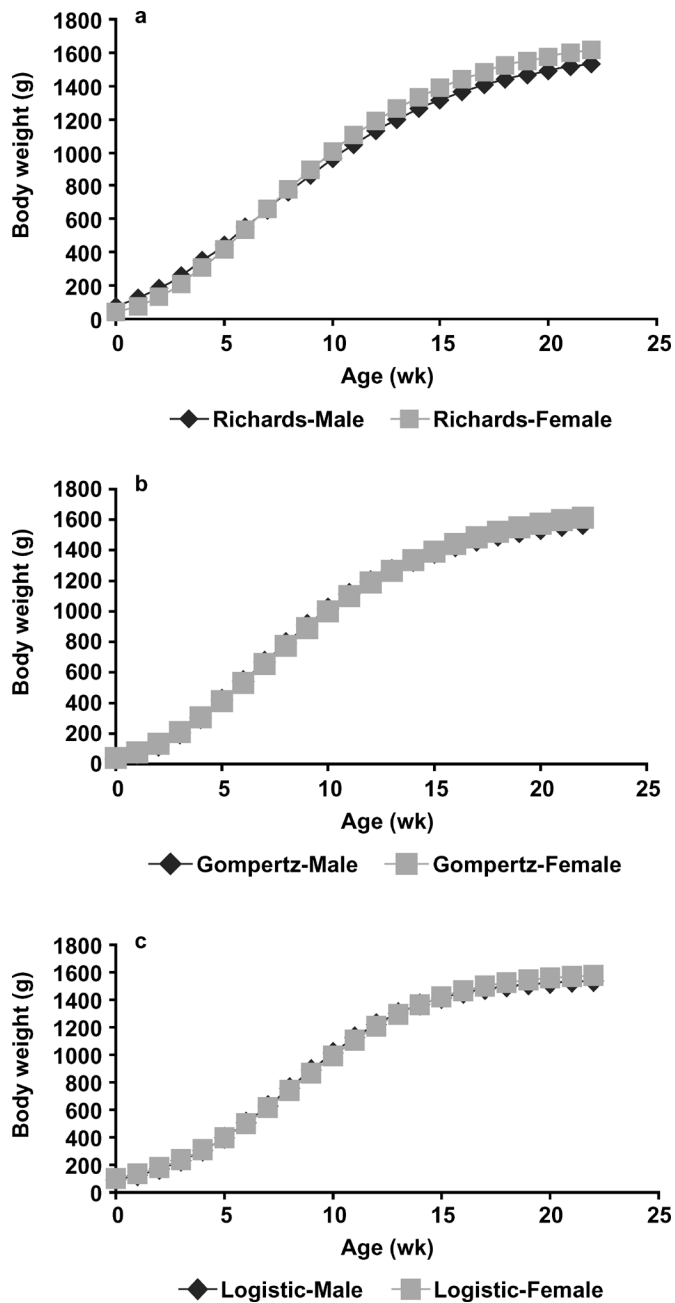 a
1800
1600
1400
1200
1000
800
600
400
200
0
Body weight (g)
0 5 10 15 20 25
Age (wk)
Richards-Male Richards-Female
b
1800
1600
1400
1200
1000
800
600
400
200
0
Body weight (g)
0 5 10 15 20 25
Age (wk)
Gompertz-Male Gompertz-Female
c
1800
1600
1400
1200
1000
800
600
400
200
0
Body weight (g)
0 5 10 15 20 25
Age (wk)
Logistic-Male Logistic-Female